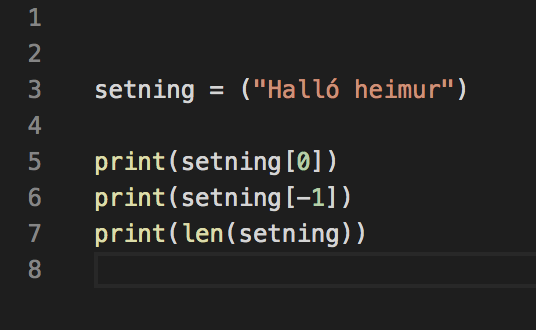 1
2
3 setning = ("Halló heimur")
4
5 print(setning[0])
6 print(setning[-1])
7 print(len(setning))
8